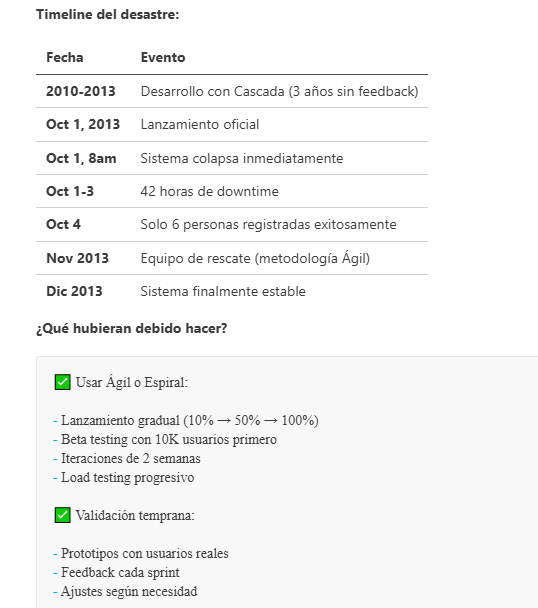 Timeline del desastre:
Fecha Evento
2010-2013 Desarrollo con Cascada (3 años sin feedback)
Oct 1, 2013 Lanzamiento oficial
Oct 1, 8am Sistema colapsa inmediatamente
Oct 1-3 42 horas de downtime
Oct 4 Solo 6 personas registradas exitosamente
Nov 2013 Equipo de rescate (metodología Ágil)
Dic 2013 Sistema finalmente estable
¿Qué hubieran debido hacer?
✅ Usar Ágil o Espiral:
- Lanzamiento gradual (10% → 50% → 100%)
- Beta testing con 10K usuarios primero
- Iteraciones de 2 semanas
- Load testing progresivo
✅ Validación temprana:
- Prototipos con usuarios reales
- Feedback cada sprint
- Ajustes según necesidad